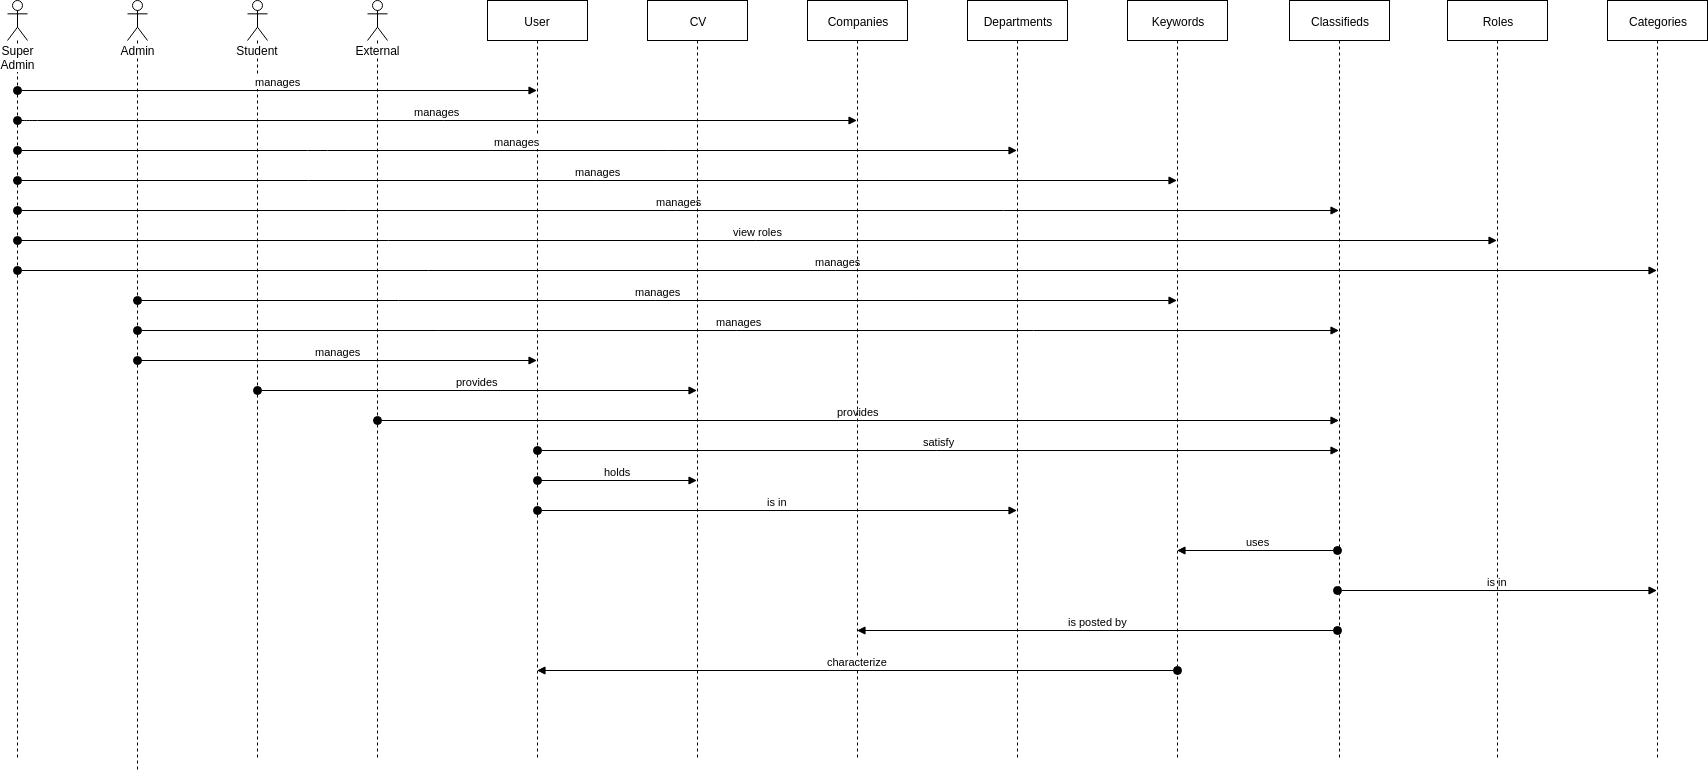 Super
Admin
Admin
Student
External
User
CV
Companies
Departments
Keywords
Classifieds
Roles
Categories
manages
manages
manages
manages
manages
view roles
manages
manages
manages
manages
provides
provides
satisfy
holds
is in
uses
is in
is posted by
characterize